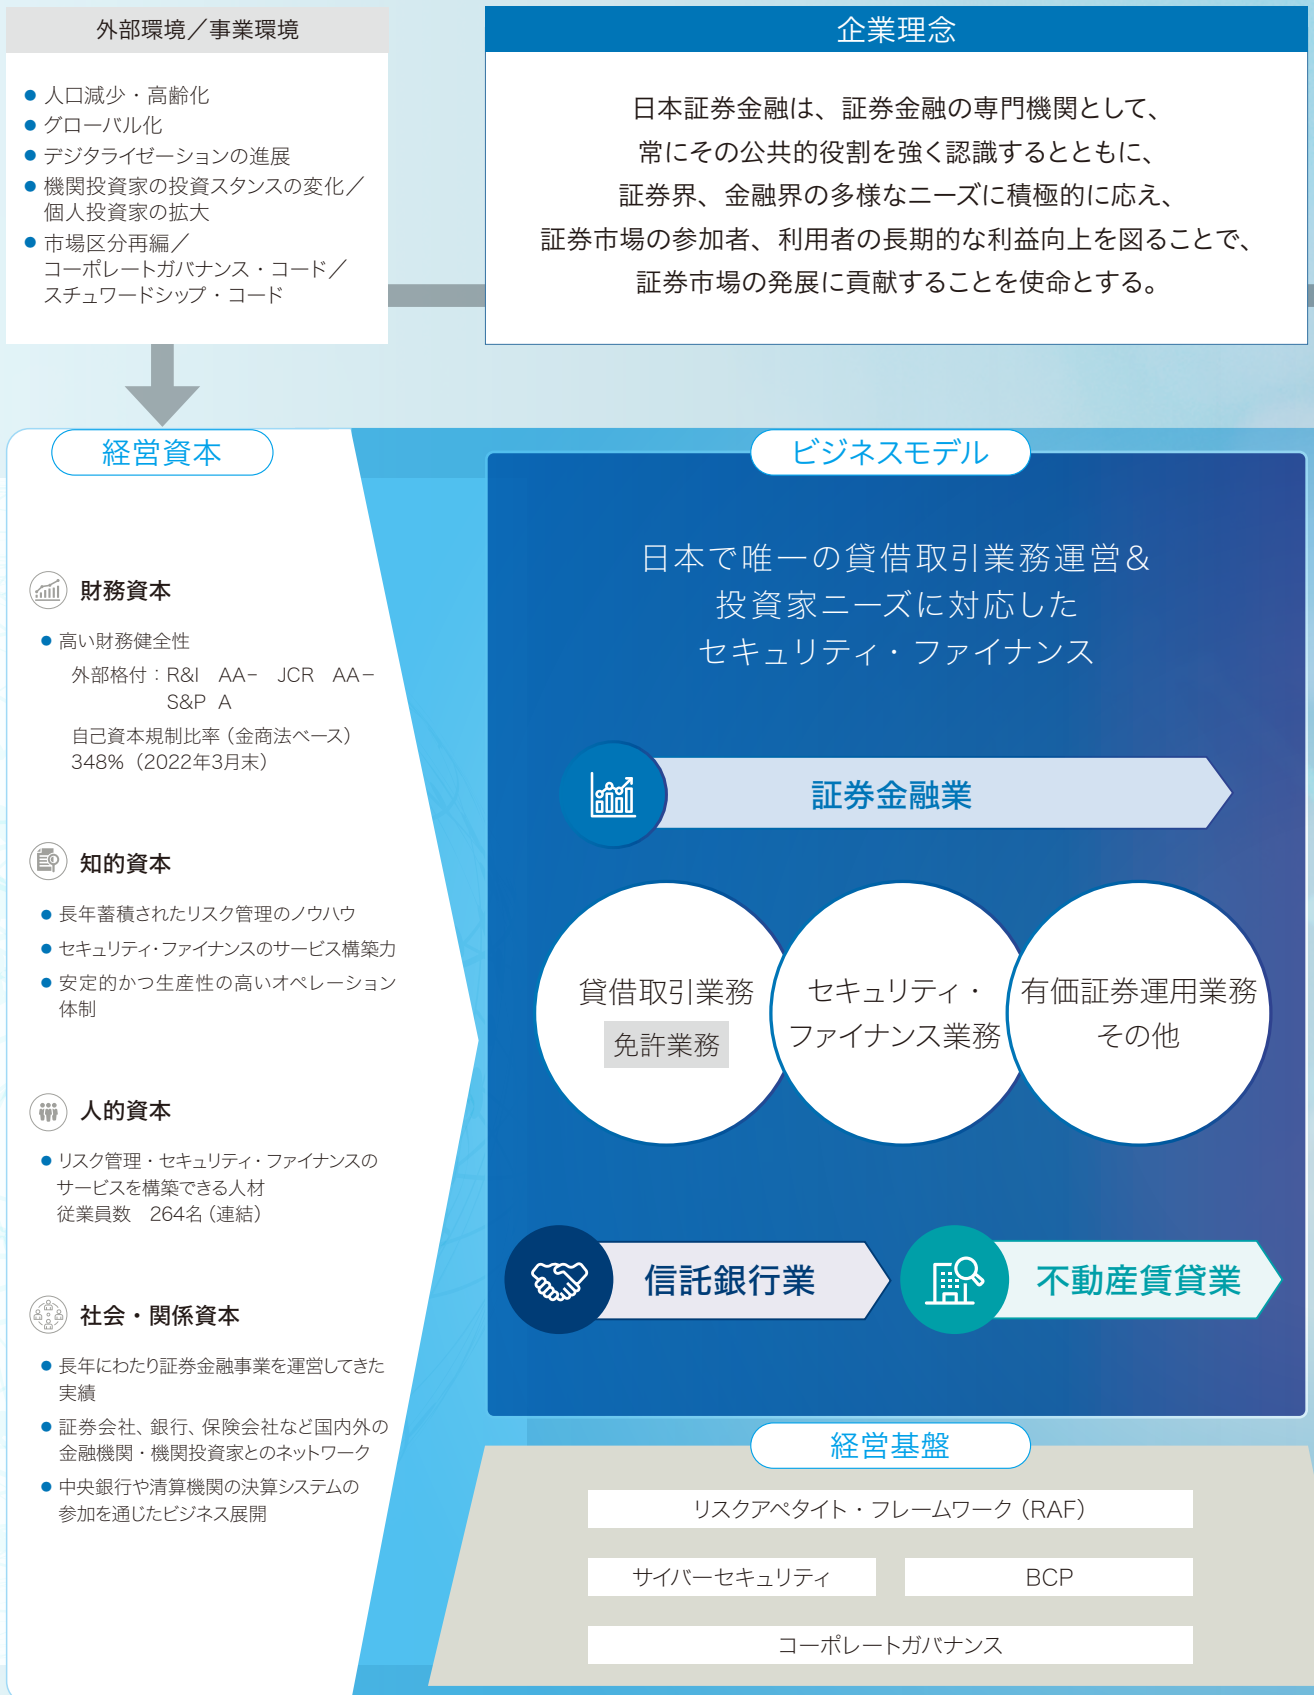 外部環境／事業環境
● 人口減少・高齢化
● グローバル化
● デジタライゼーションの進展
● 機関投資家の投資スタンスの変化／
個人投資家の拡大
● 市場区分再編／
コーポレートガバナンス・コード／
スチュワードシップ・コード
企業理念
日本証券金融は、証券金融の専門機関として、
常にその公共的役割を強く認識するとともに、
証券界、金融界の多様なニーズに積極的に応え、
証券市場の参加者、利用者の長期的な利益向上を図ることで、
証券市場の発展に貢献することを使命とする。
経営資本
財務資本
● 高い財務健全性
外部格付：R&I　AA−　JCR　AA−
S&P　A
自己資本規制比率（金商法ベース）
348%（2022年3月末）
知的資本
● 長年蓄積されたリスク管理のノウハウ
● セキュリティ・ファイナンスのサービス構築力
● 安定的かつ生産性の高いオペレーション
体制
人的資本
● リスク管理・セキュリティ・ファイナンスの
サービスを構築できる人材
従業員数　264名（連結）
社会・関係資本
● 長年にわたり証券金融事業を運営してきた
実績
● 証券会社、銀行、保険会社など国内外の
金融機関・機関投資家とのネットワーク
● 中央銀行や清算機関の決算システムの
参加を通じたビジネス展開
ビジネスモデル
日本で唯一の貸借取引業務運営＆
投資家ニーズに対応した
セキュリティ・ファイナンス
証券金融業
貸借取引業務
免許業務
セキュリティ・
ファイナンス業務
有価証券運用業務
その他
信託銀行業
不動産賃貸業
経営基盤
リスクアペタイト・フレームワーク（RAF）
サイバーセキュリティ
BCP
コーポレートガバナンス